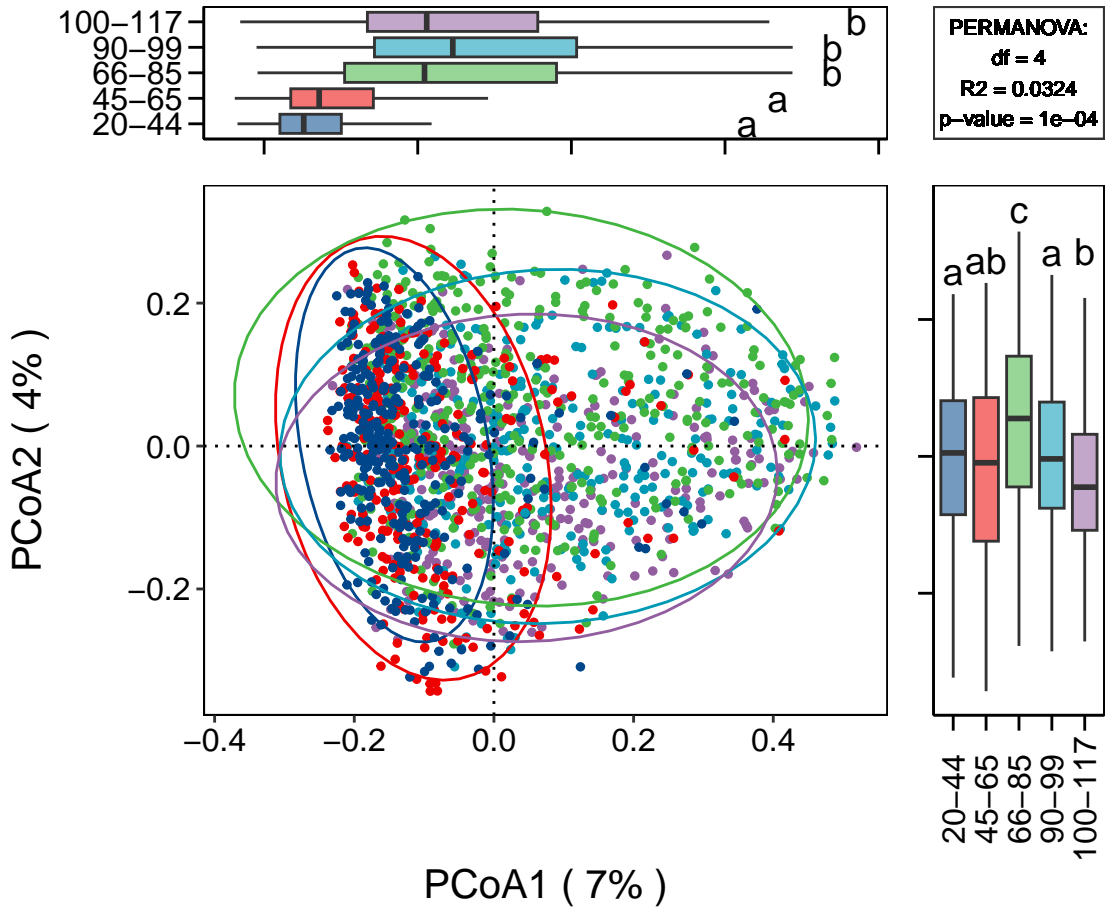 100−117
90−99
66−85
45−65
20−44
b
b
b
a
a
PERMANOVA:
df = 4
R2 = 0.0324
p−value = 1e−04
PCoA2 ( 4% )
0.2
0.0
−0.2
−0.4
−0.2
0.0
0.2
0.4
PCoA1 ( 7% )
a
ab
c
a
b
20−44
45−65
66−85
90−99
100−117